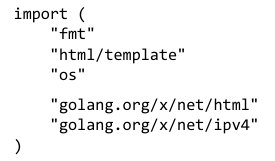 import (
    "fmt"
    "html/template"
    "os"

    "golang.org/x/net/html"
    "golang.org/x/net/ipv4"
)